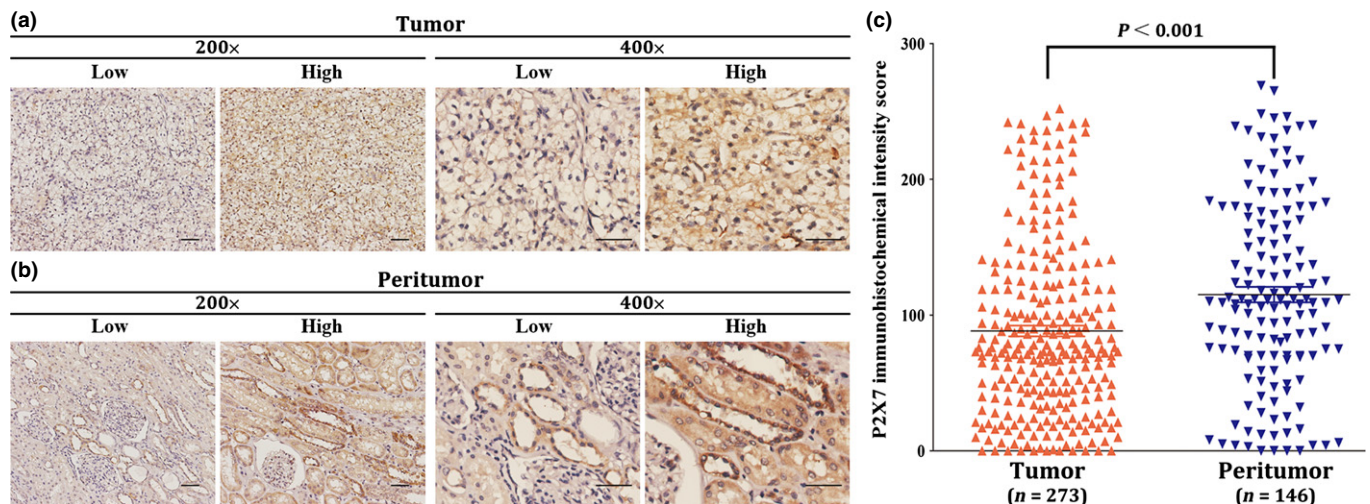 (a)
Tumor
200× 400×
Low High Low High
(b)
Peritumor
200× 400×
Low High Low High
(c)
P < 0.001
P2X7 immunohistochemical intensity score
300
200
100
0
Tumor Peritumor
(n = 273) (n = 146)